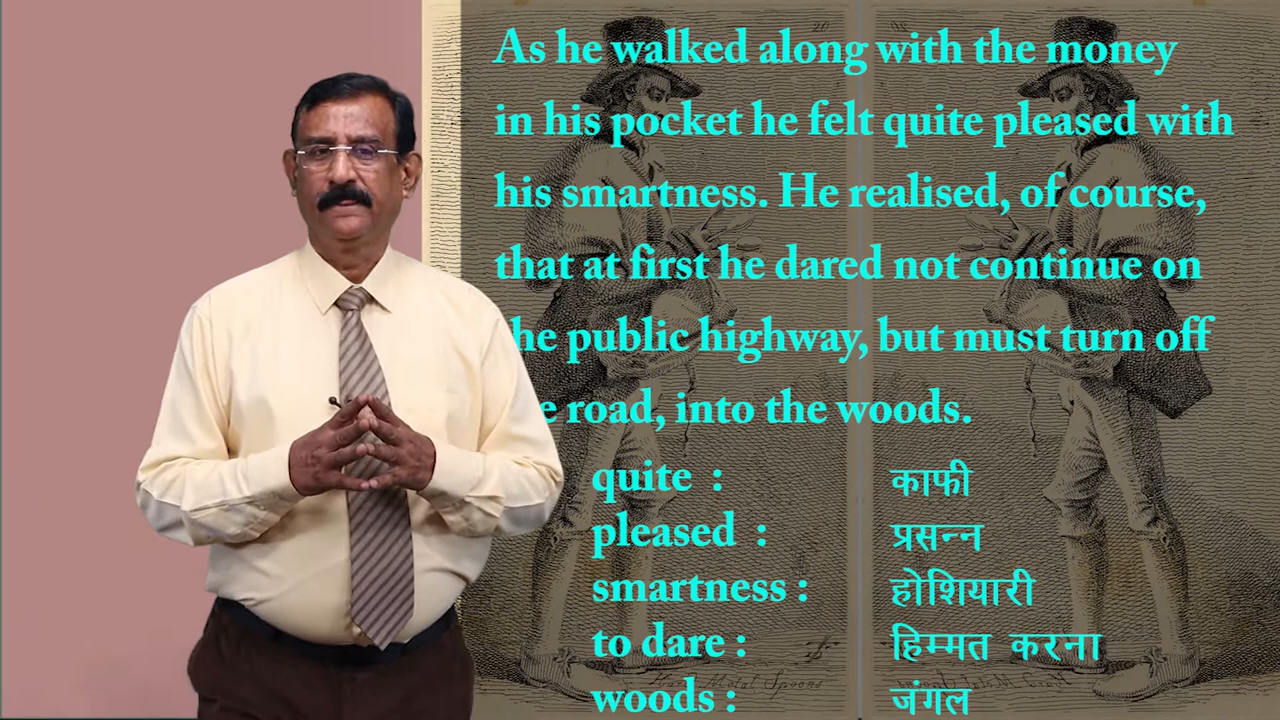 As he walked along with the money
in his pocket he felt quite pleased with
his smartness. He realised, of course,
that at first he dared not continue on
he public highway, but must turn off
e road, into the woods.
quite : काफी
pleased : प्रसन्न
smartness : होशियारी
to dare : हिम्मत करना
woods : जंगल